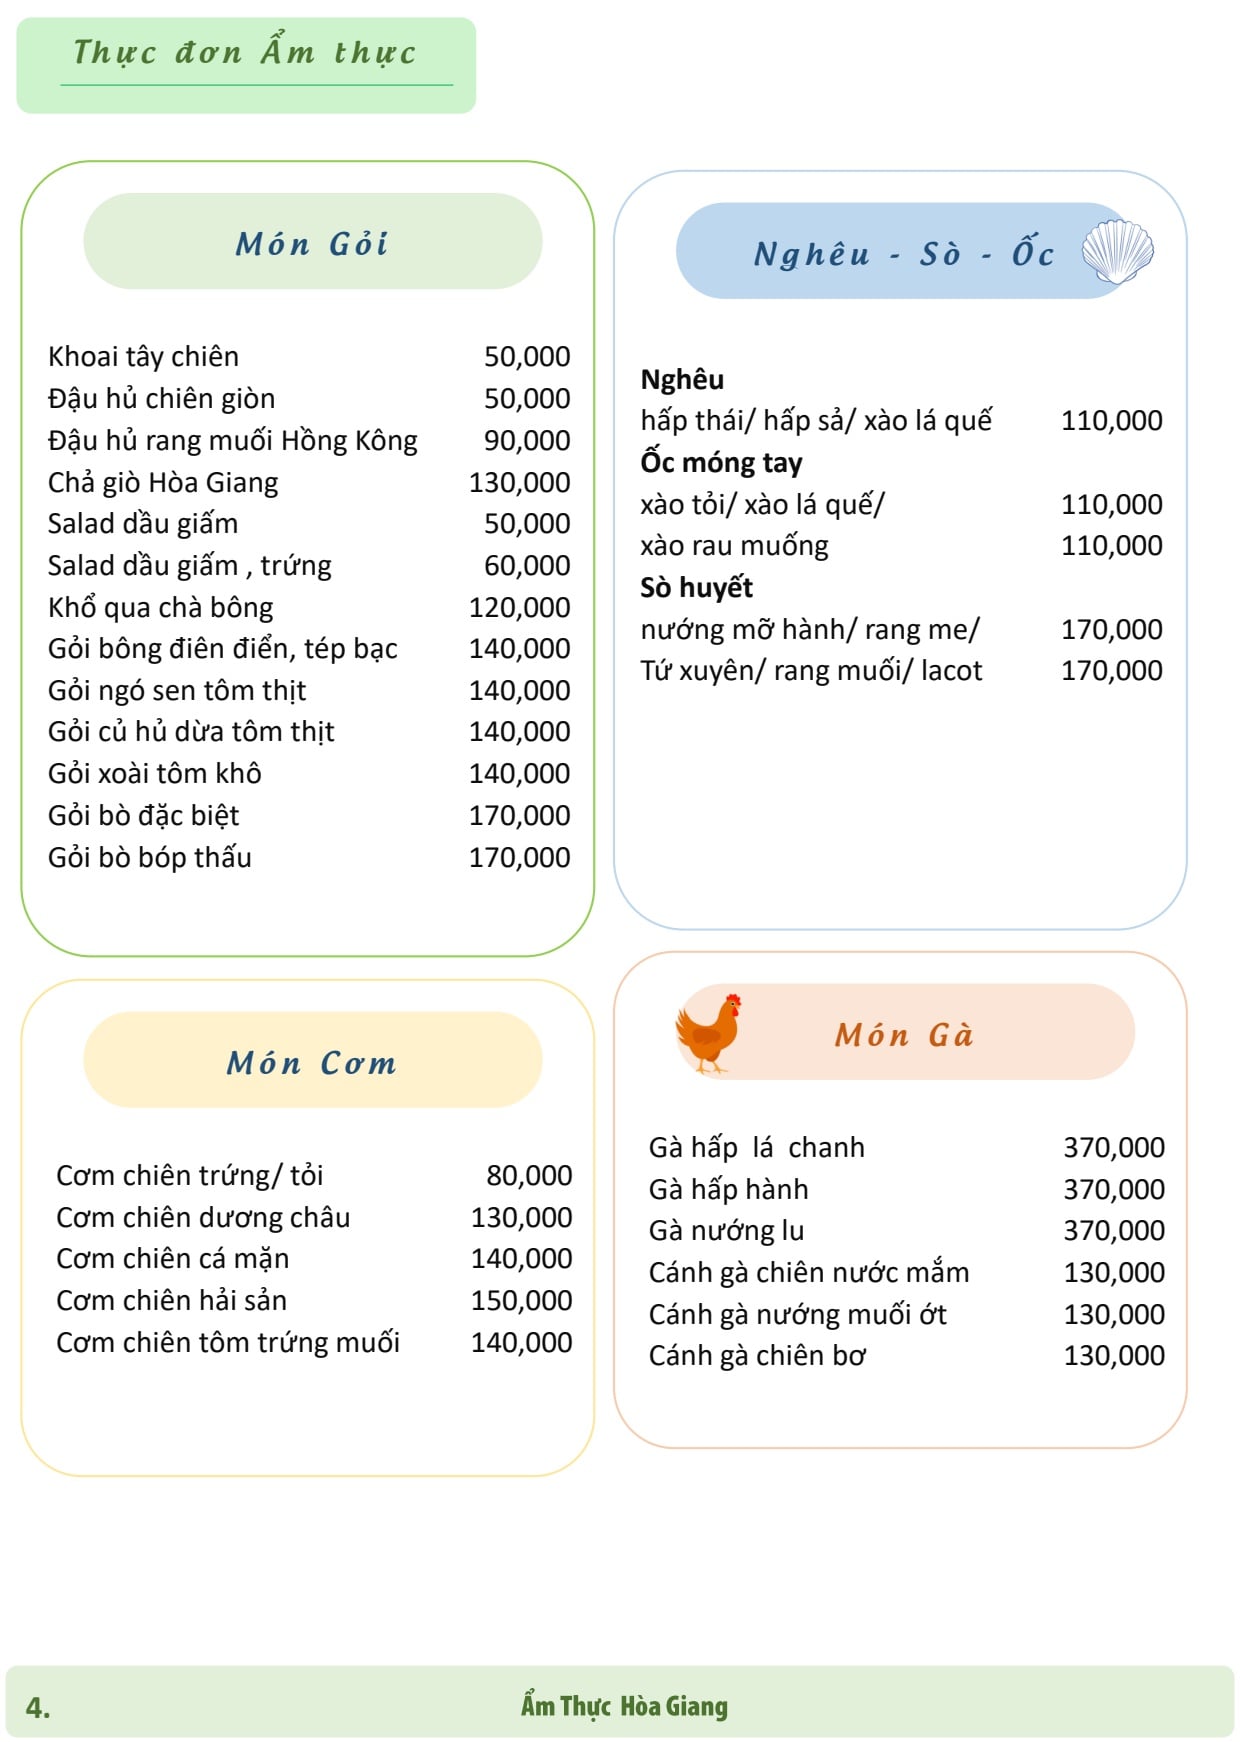 Thực đơn Ẩm thực
Món Gỏi
Khoai tây chiên 50,000
Đậu hủ chiên giòn 50,000
Đậu hủ rang muối Hồng Kông 90,000
Chả giò Hòa Giang 130,000
Salad dầu giấm 50,000
Salad dầu giấm , trứng 60,000
Khổ qua chà bông 120,000
Gỏi bông điên điển, tép bạc 140,000
Gỏi ngó sen tôm thịt 140,000
Gỏi củ hủ dừa tôm thịt 140,000
Gỏi xoài tôm khô 140,000
Gỏi bò đặc biệt 170,000
Gỏi bò bóp thấu 170,000
Nghêu - Sò - Ốc
Nghêu
hấp thái/ hấp sả/ xào lá quế 110,000
Ốc móng tay
xào tỏi/ xào lá quế/ 110,000
xào rau muống 110,000
Sò huyết
nướng mỡ hành/ rang me/ 170,000
Tứ xuyên/ rang muối/ lacot 170,000
Món Cơm
Cơm chiên trứng/ tỏi 80,000
Cơm chiên dương châu 130,000
Cơm chiên cá mặn 140,000
Cơm chiên hải sản 150,000
Cơm chiên tôm trứng muối 140,000
Món Gà
Gà hấp lá chanh 370,000
Gà hấp hành 370,000
Gà nướng lu 370,000
Cánh gà chiên nước mắm 130,000
Cánh gà nướng muối ớt 130,000
Cánh gà chiên bơ 130,000
4. Ẩm Thực Hòa Giang